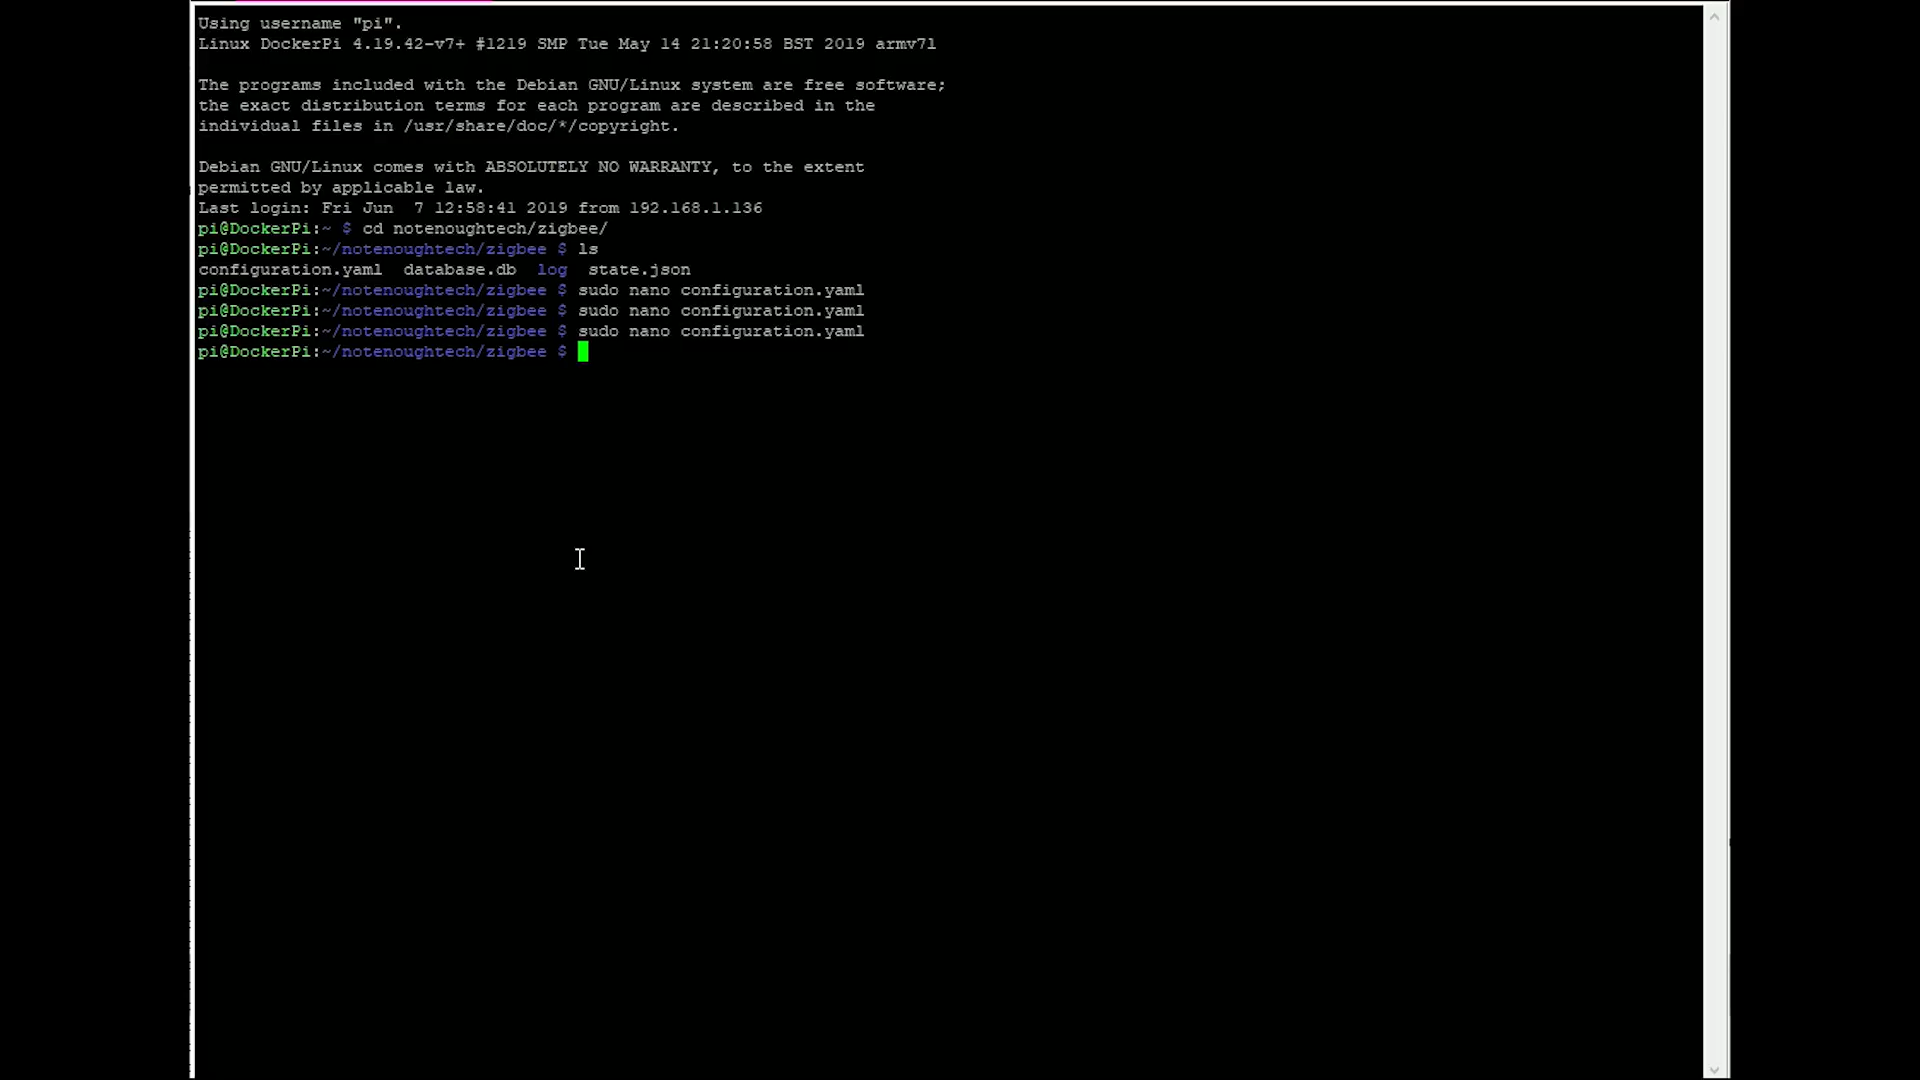 Using username "pi".
Linux DockerPi 4.19.42-v7+ #1219 SMP Tue May 14 21:20:58 BST 2019 armv7l
The programs included with the Debian GNU/Linux system are free software;
the exact distribution terms for each program are described in the
individual files in /usr/share/doc/*/copyright.
Debian GNU/Linux comes with ABSOLUTELY NO WARRANTY, to the extent
permitted by applicable law.
Last login: Fri Jun  7 12:58:41 2019 from 192.168.1.136
pi@DockerPi:~ $ cd notenoughtech/zigbee/
pi@DockerPi:~/notenoughtech/zigbee $ ls
configuration.yaml  database.db  log  state.json
pi@DockerPi:~/notenoughtech/zigbee $ sudo nano configuration.yaml
pi@DockerPi:~/notenoughtech/zigbee $ sudo nano configuration.yaml
pi@DockerPi:~/notenoughtech/zigbee $ sudo nano configuration.yaml
pi@DockerPi:~/notenoughtech/zigbee $